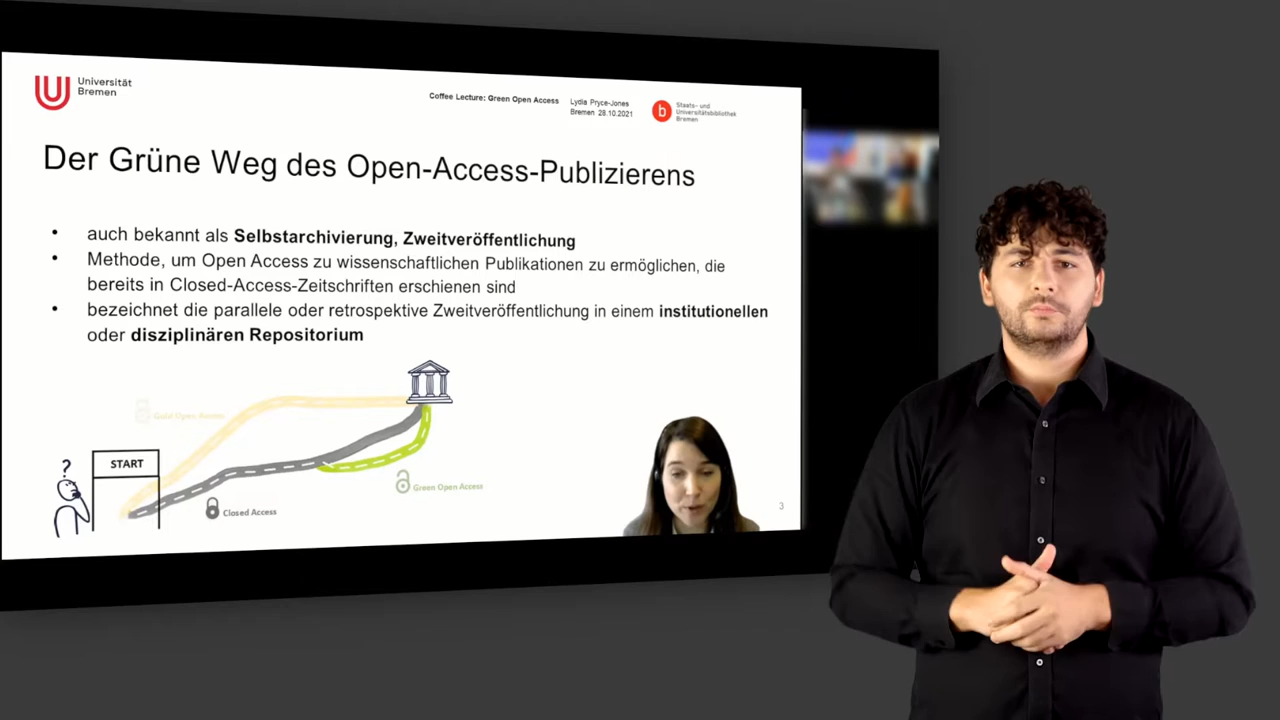 Universität
Bremen
Coffee Lecture: Green Open Access
Lydia Pryce-Jones
Bremen 28.10.2021
b
Staats- und
Universitätsbibliothek
Bremen
Der Grüne Weg des Open-Access-Publizierens
• auch bekannt als Selbstarchivierung, Zweitveröffentlichung
• Methode, um Open Access zu wissenschaftlichen Publikationen zu ermöglichen, die
bereits in Closed-Access-Zeitschriften erschienen sind
• bezeichnet die parallele oder retrospektive Zweitveröffentlichung in einem institutionellen
oder disziplinären Repositorium
Gold Open Access
START
?
Green Open Access
Closed Access
3